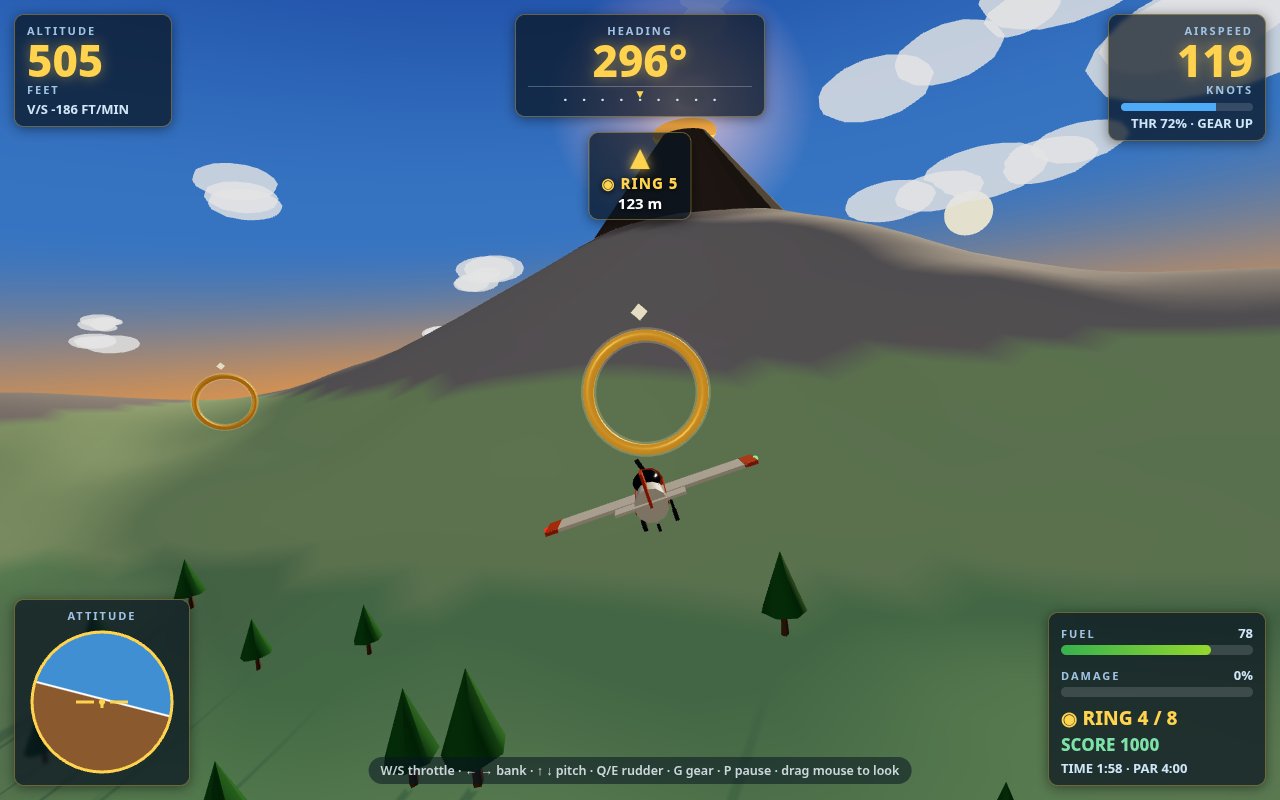 ALTITUDE
505
FEET
V/S -186 FT/MIN
HEADING
296°
◉ RING 5
123 m
AIRSPEED
119
KNOTS
THR 72% · GEAR UP
ATTITUDE
W/S throttle · ← → bank · ↑ ↓ pitch · Q/E rudder · G gear · P pause · drag mouse to look
FUEL 78
DAMAGE 0%
◉ RING 4 / 8
SCORE 1000
TIME 1:58 · PAR 4:00